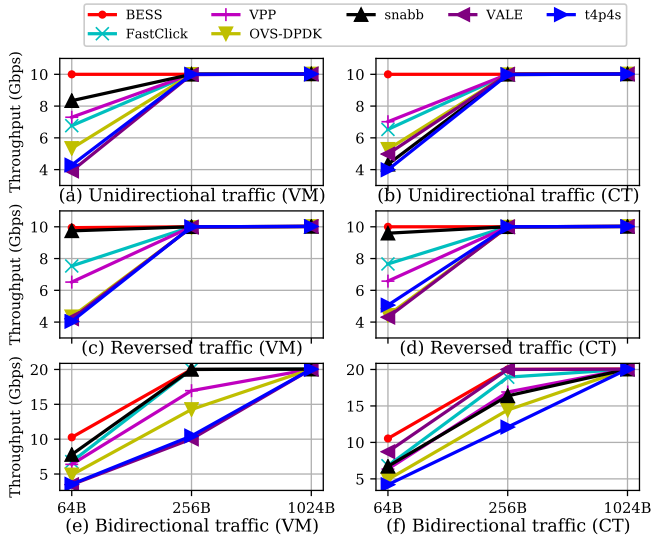 BESS VPP snabb VALE t4p4s
FastClick OVS-DPDK
Throughput (Gbps)
10
8
6
4
(a) Unidirectional traffic (VM)
10
8
6
4
(b) Unidirectional traffic (CT)
Throughput (Gbps)
10
8
6
4
(c) Reversed traffic (VM)
10
8
6
4
(d) Reversed traffic (CT)
Throughput (Gbps)
20
15
10
5
64B 256B 1024B
(e) Bidirectional traffic (VM)
20
15
10
5
64B 256B 1024B
(f) Bidirectional traffic (CT)